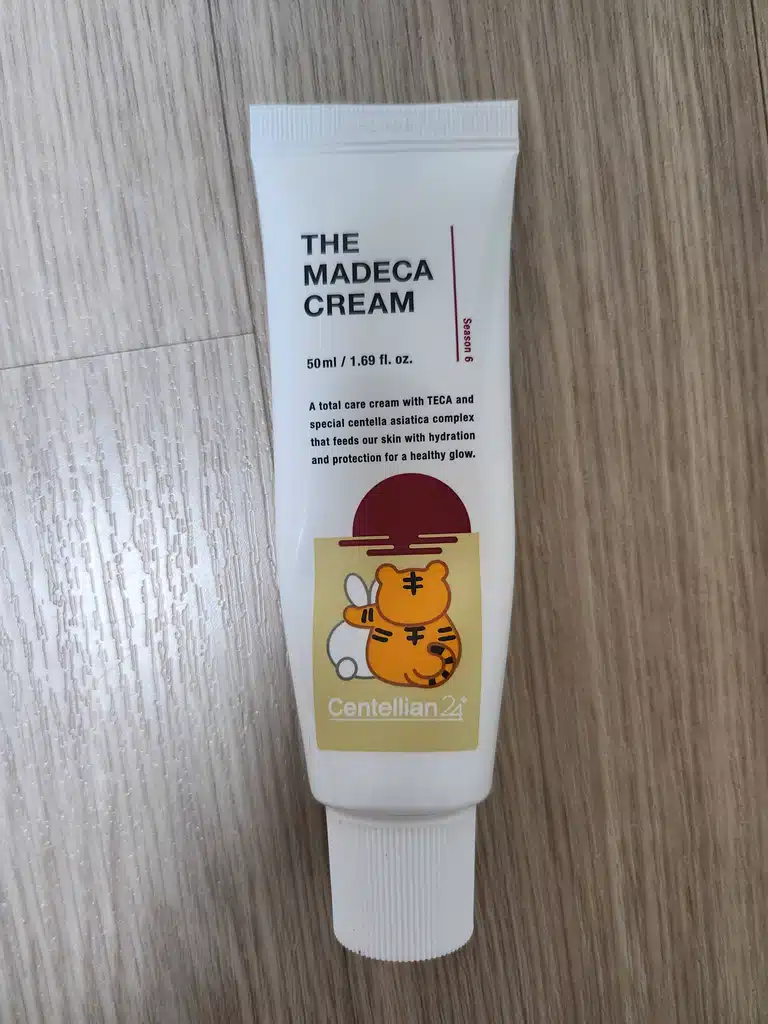 THE
MADECA
CREAM
Season 6
50ml / 1.69 fl. oz.
A total care cream with TECA and
special centella asiatica complex
that feeds our skin with hydration
and protection for a healthy glow.
Centellian24